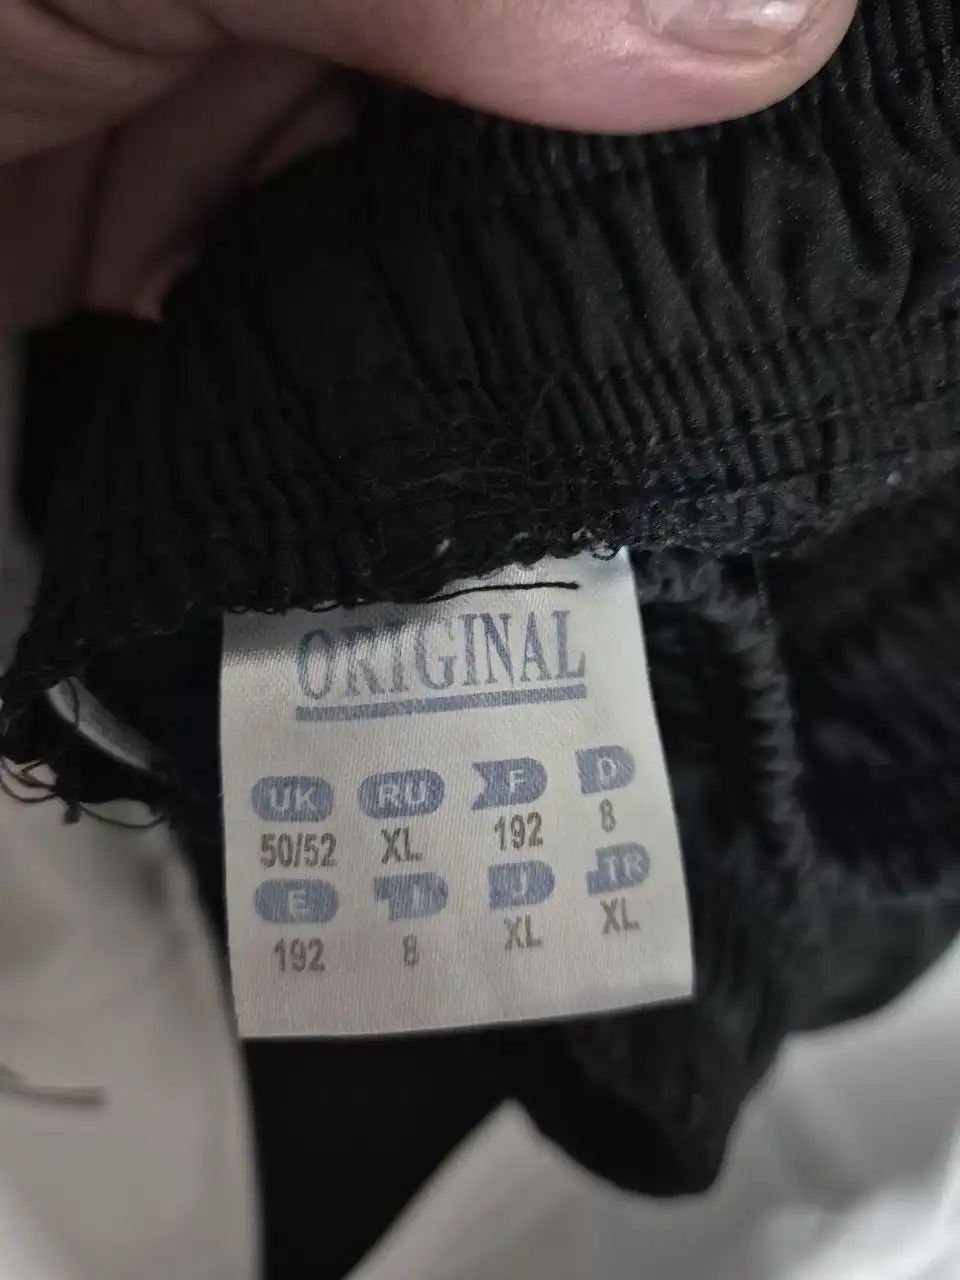 ORIGINAL
UK RU F D
50/52 XL 192 8
E I J TR
192 8 XL XL